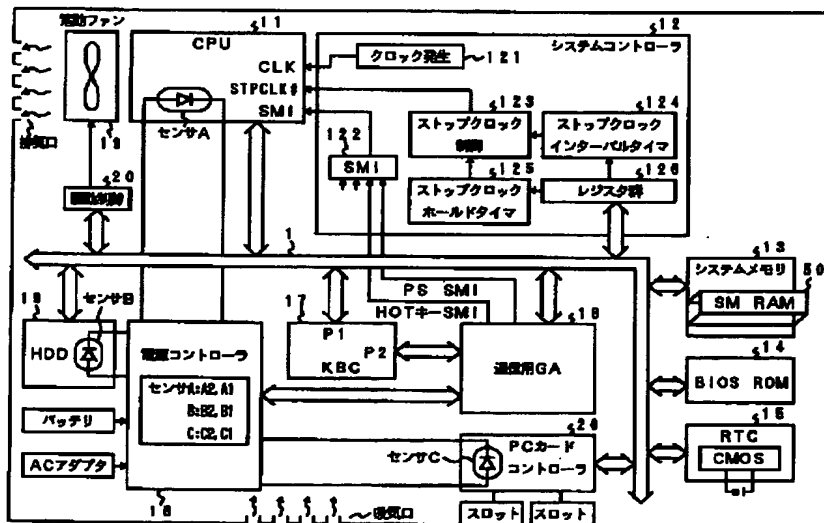 電動ファン
11
CPU
CLK
STPCLK#
SMI
センサA
排気口
19
20
12
システムコントローラ
クロック発生
121
122
SMI
123
ストップクロック
制御
124
ストップクロック
インターバルタイマ
125
ストップクロック
ホールドタイマ
126
レジスタ群
1
13
システムメモリ
50
SM RAM
14
BIOS ROM
15
RTC
CMOS
PS SMI
HOTキーSMI
17
P1
P2
KBC
18
通信用GA
センサB
HDD
電源コントローラ
センサA:A2,A1
B:B2,B1
C:C2,C1
バッテリ
ACアダプタ
16
吸気口
センサC
PCカード
コントローラ
スロット
スロット